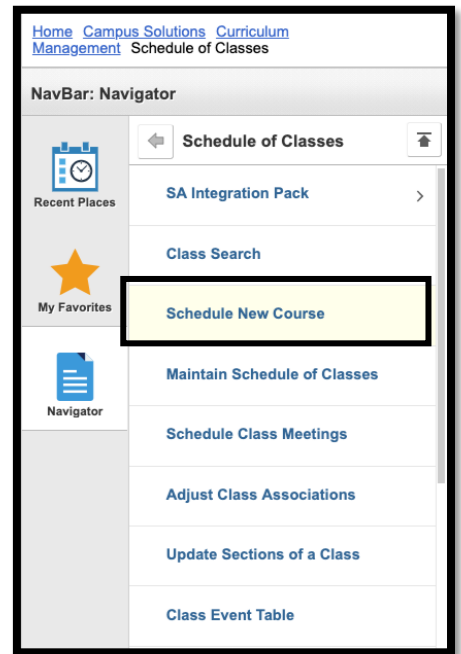 Home Campus Solutions Curriculum
Management Schedule of Classes
NavBar: Navigator
Schedule of Classes
Recent Places
SA Integration Pack
Class Search
My Favorites
Schedule New Course
Maintain Schedule of Classes
Navigator
Schedule Class Meetings
Adjust Class Associations
Update Sections of a Class
Class Event Table